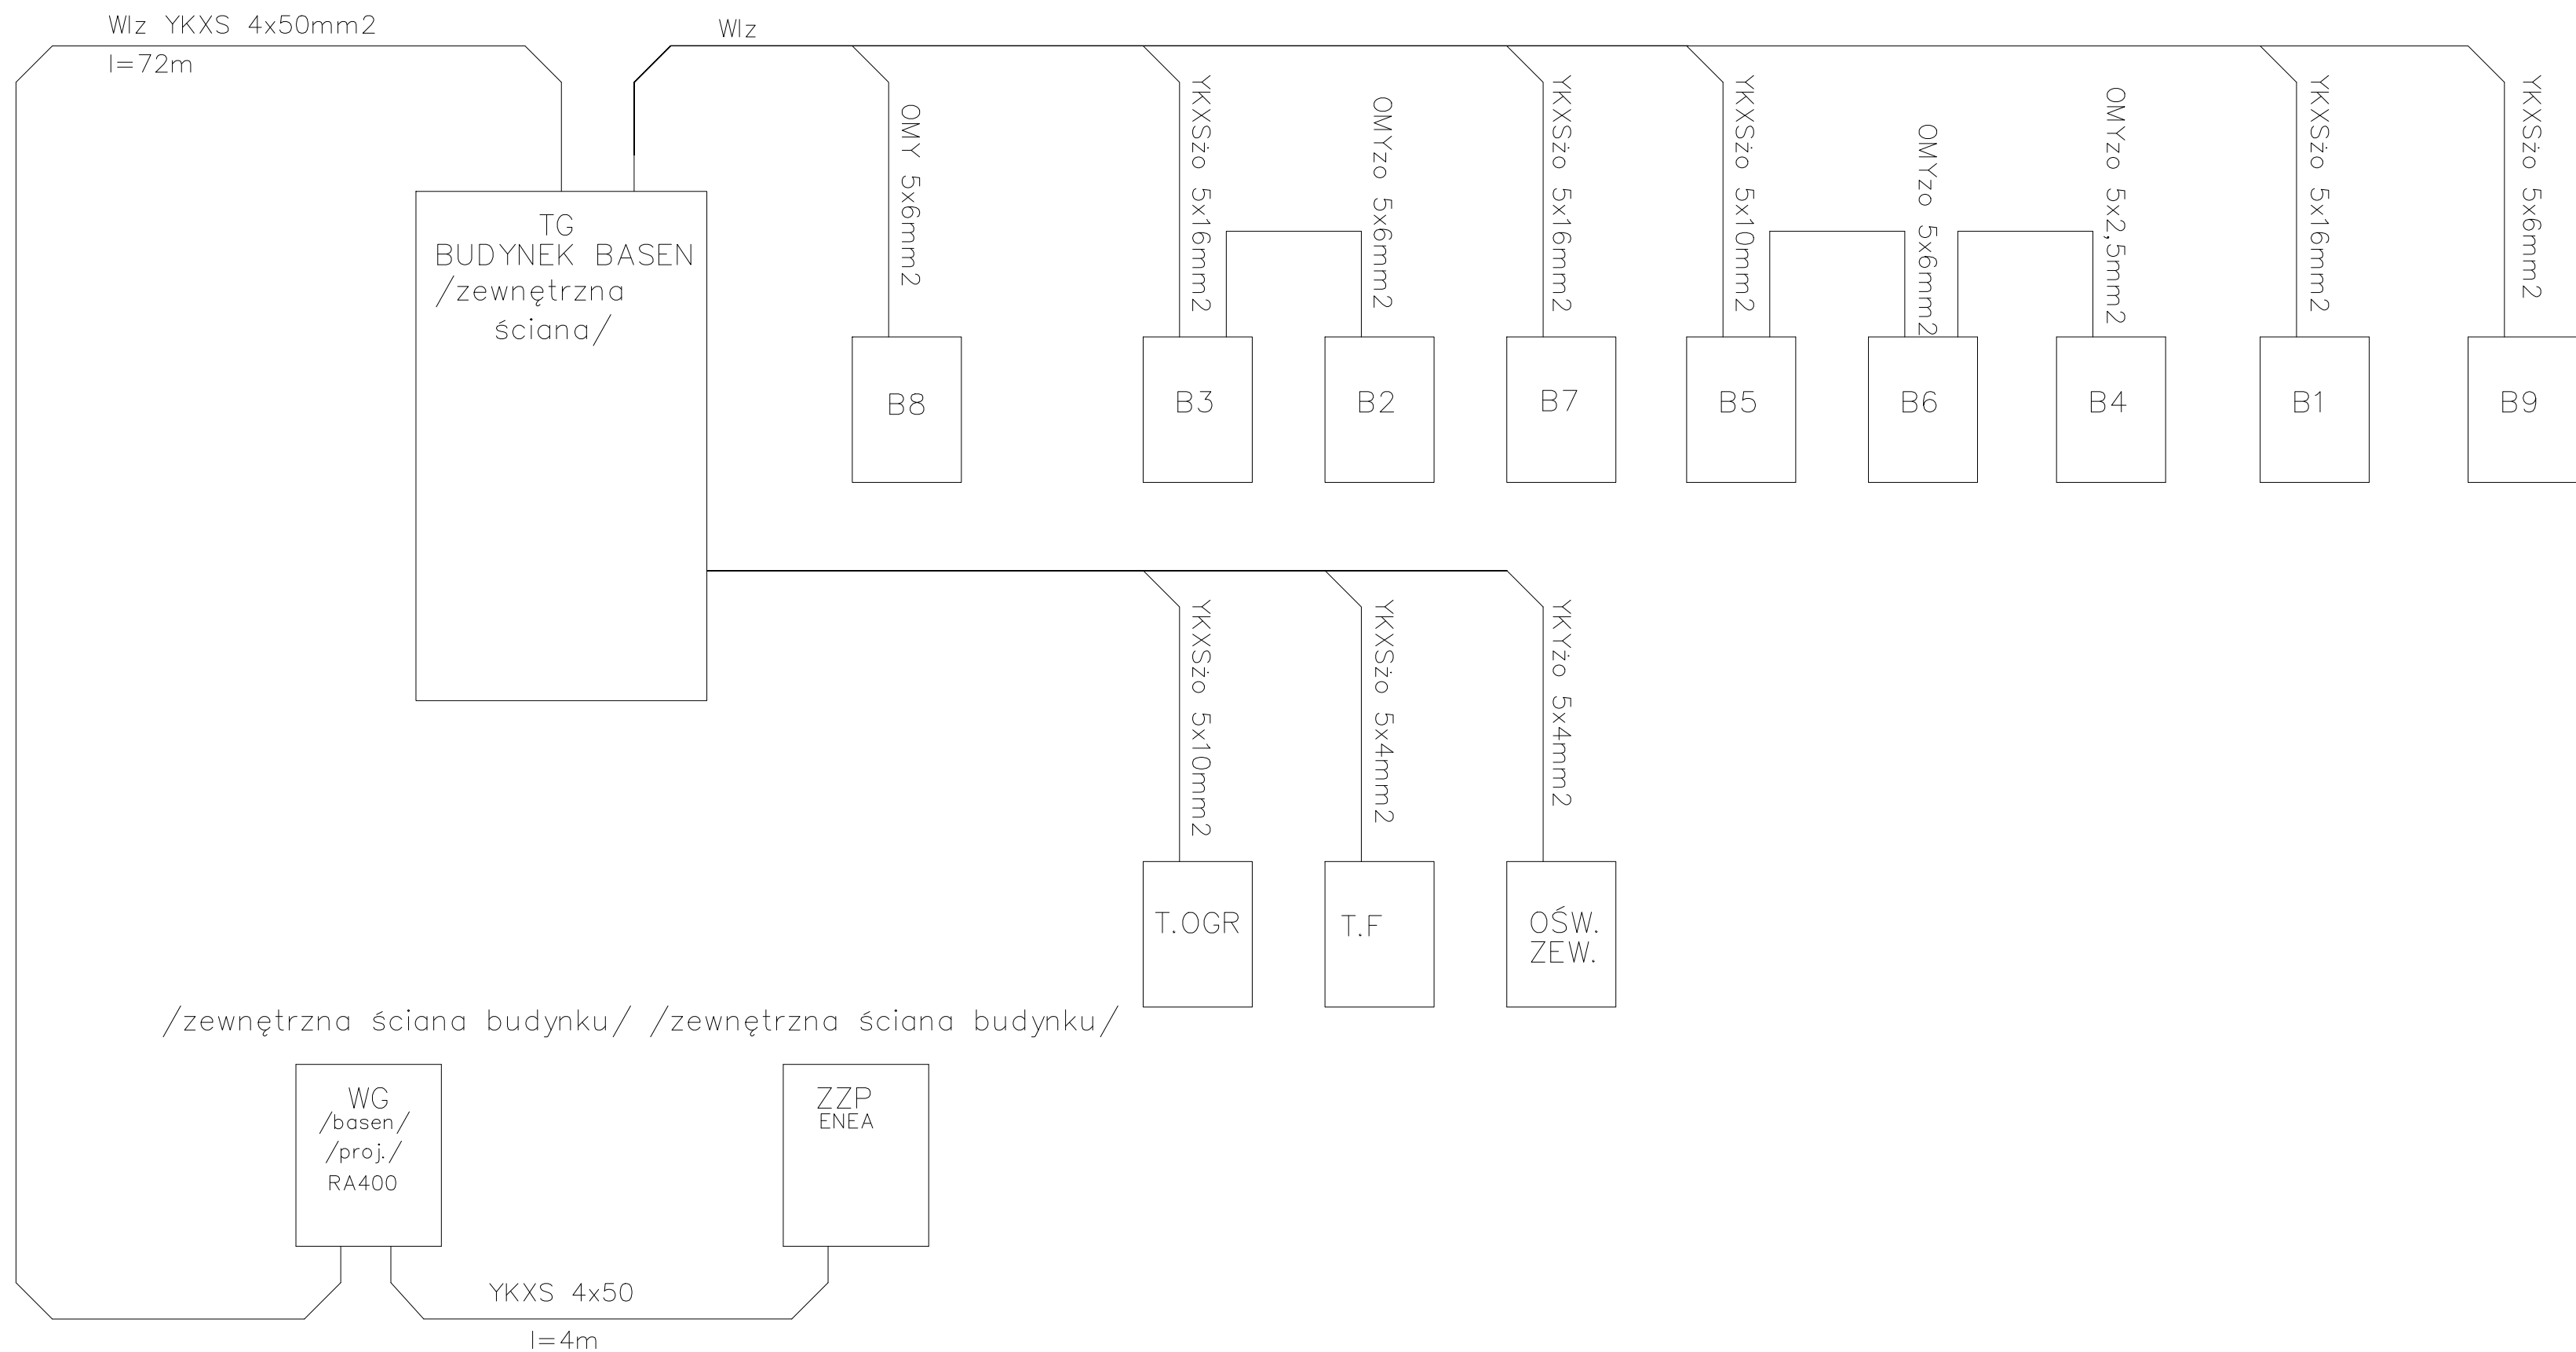 Wlz YKXS 4x50mm2
l=72m
Wlz
OMY 5x6mm2
YKXSżo 5x16mm2
OMYzo 5x6mm2
YKXSżo 5x16mm2
YKXSżo 5x10mm2
OMYzo 5x6mm2
OMYzo 5x2,5mm2
YKXSżo 5x16mm2
YKXSżo 5x6mm2
TG
BUDYNEK BASEN
/zewnętrzna
ściana/
B8
B3
B2
B7
B5
B6
B4
B1
B9
YKXSżo 5x10mm2
YKXSżo 5x4mm2
YKYżo 5x4mm2
T.OGR
T.F
OŚW.
ZEW.
/zewnętrzna ściana budynku/
/zewnętrzna ściana budynku/
WG
/basen/
/proj./
RA400
ZZP
ENEA
YKXS 4x50
l=4m